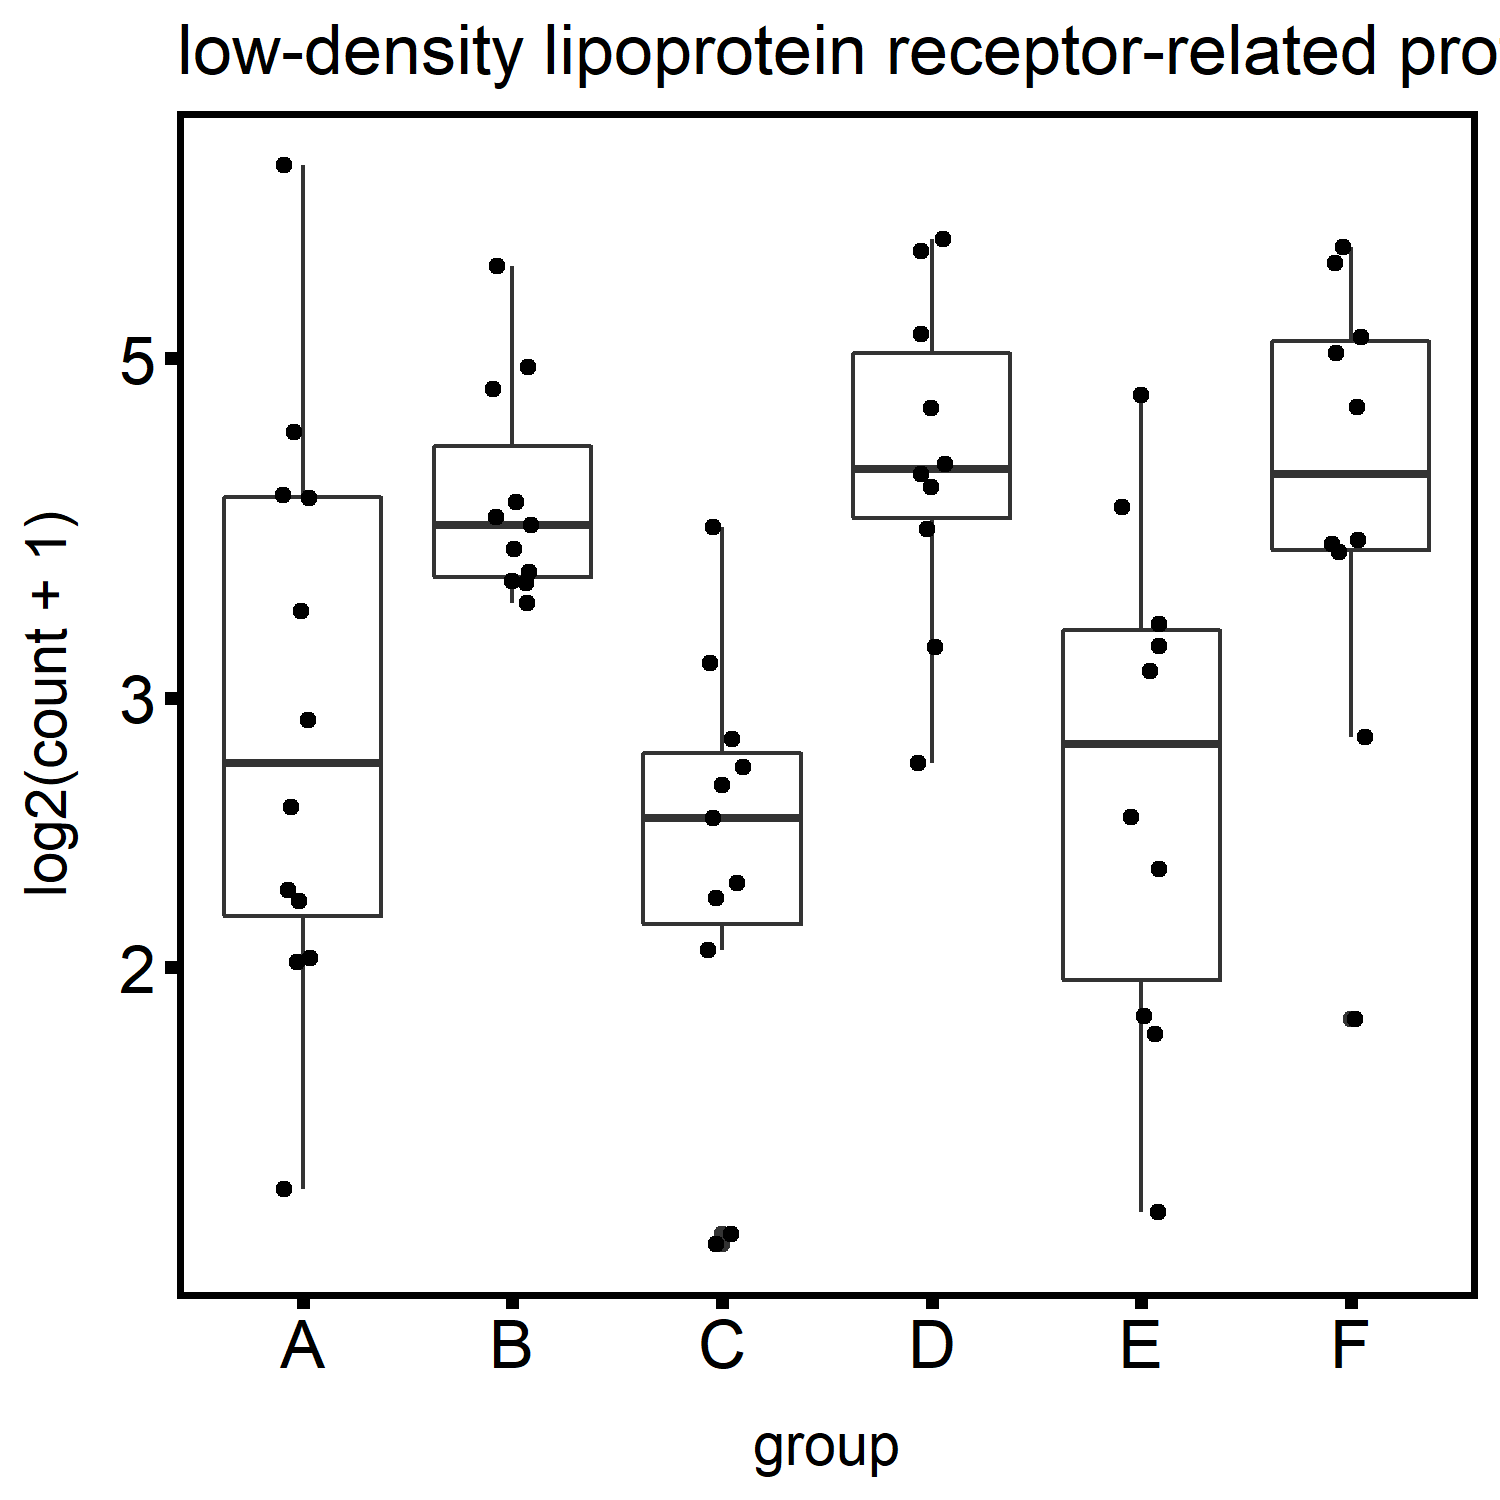 low-density lipoprotein receptor-related pro
log2(count + 1)
5
3
2
A B C D E F
group